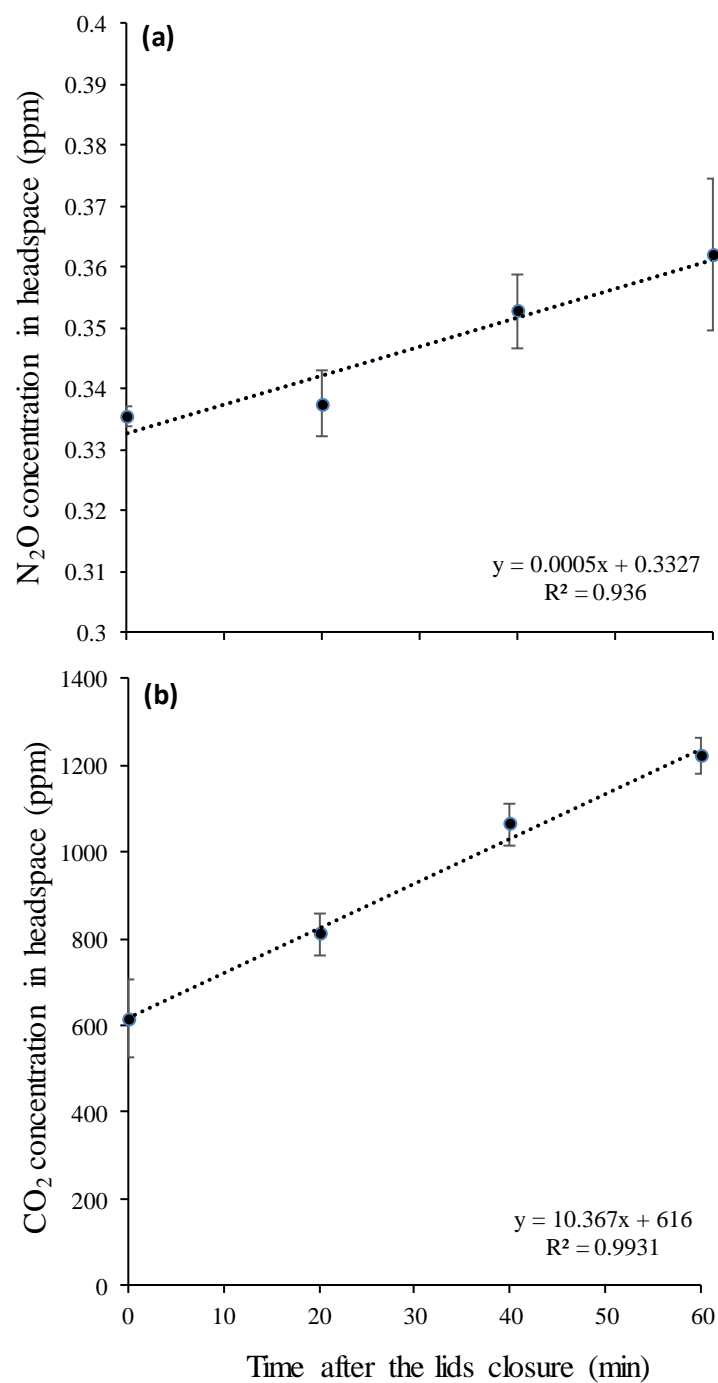 (a)
N₂O concentration in headspace (ppm)
0.4
0.39
0.38
0.37
0.36
0.35
0.34
0.33
0.32
0.31
0.3
y = 0.0005x + 0.3327
R² = 0.936
(b)
CO₂ concentration in headspace (ppm)
1400
1200
1000
800
600
400
200
0
y = 10.367x + 616
R² = 0.9931
0 10 20 30 40 50 60
Time after the lids closure (min)